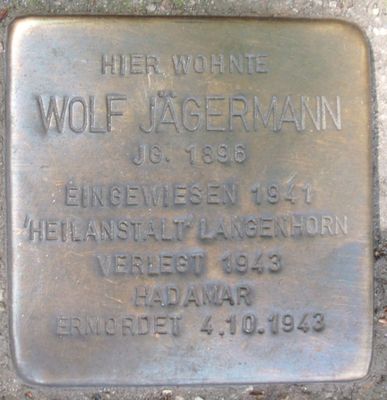 HIER WOHNTE
WOLF JÄGERMANN
JG. 1896
EINGEWIESEN 1941
'HEILANSTALT' LANGENHORN
VERLEGT 1943
HADAMAR
ERMORDET 4.10.1943